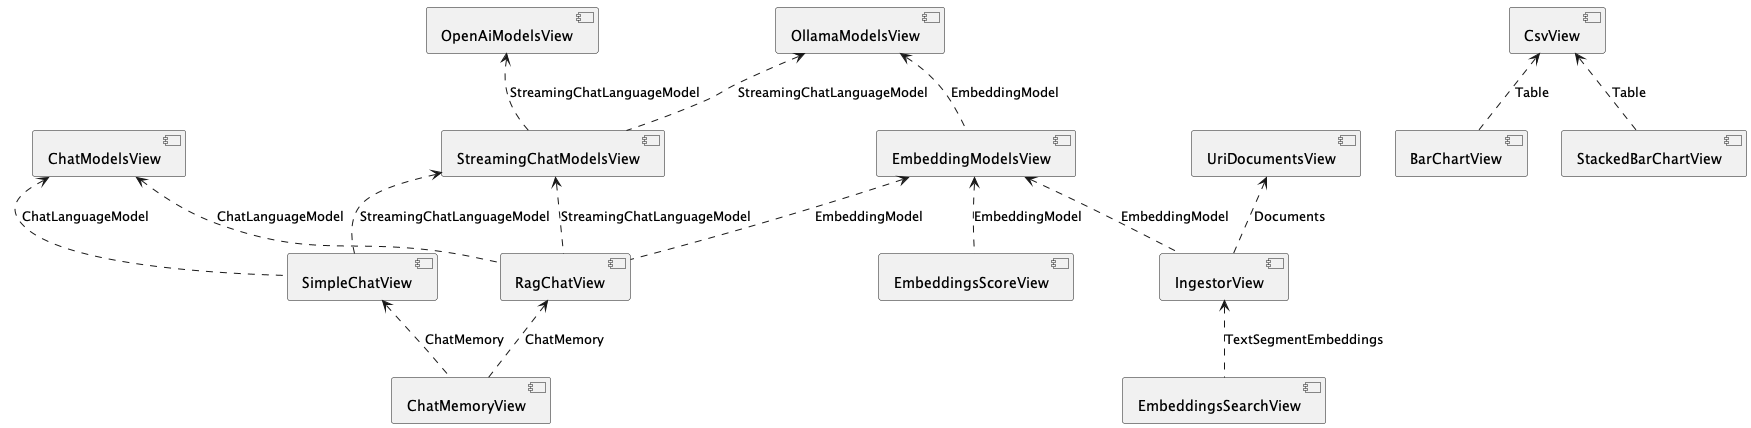 OpenAiModelsView
OllamaModelsView
CsvView
StreamingChatLanguageModel
StreamingChatLanguageModel
EmbeddingModel
Table
Table
ChatModelsView
StreamingChatModelsView
EmbeddingModelsView
UriDocumentsView
BarChartView
StackedBarChartView
ChatLanguageModel
ChatLanguageModel
StreamingChatLanguageModel
StreamingChatLanguageModel
EmbeddingModel
EmbeddingModel
EmbeddingModel
Documents
SimpleChatView
RagChatView
EmbeddingsScoreView
IngestorView
ChatMemory
ChatMemory
TextSegmentEmbeddings
ChatMemoryView
EmbeddingsSearchView